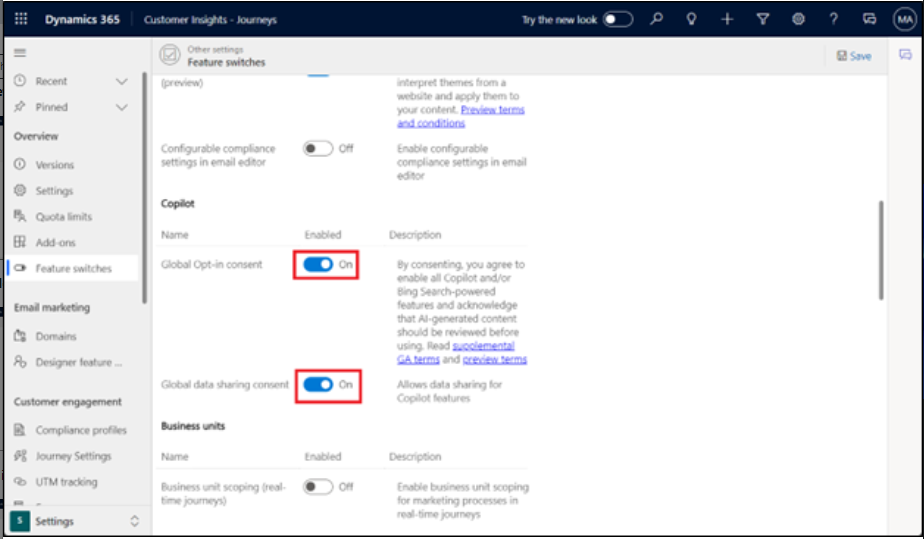 Dynamics 365
Customer Insights - Journeys
Try the new look
MA
Other settings
Feature switches
Save
Recent
Pinned
Overview
Versions
Settings
Quota limits
Add-ons
Feature switches
Email marketing
Domains
Designer feature ...
Customer engagement
Compliance profiles
Journey Settings
UTM tracking
S
Settings
(preview)
interpret themes from a
website and apply them to
your content. Preview terms
and conditions
Configurable compliance
settings in email editor
Off
Enable configurable
compliance settings in email
editor
Copilot
Name Enabled Description
Global Opt-in consent
On
By consenting, you agree to
enable all Copilot and/or
Bing Search-powered
features and acknowledge
that AI-generated content
should be reviewed before
using. Read supplemental
GA terms and preview terms
Global data sharing consent
On
Allows data sharing for
Copilot features
Business units
Name Enabled Description
Business unit scoping (real-
time journeys)
Off
Enable business unit scoping
for marketing processes in
real-time journeys